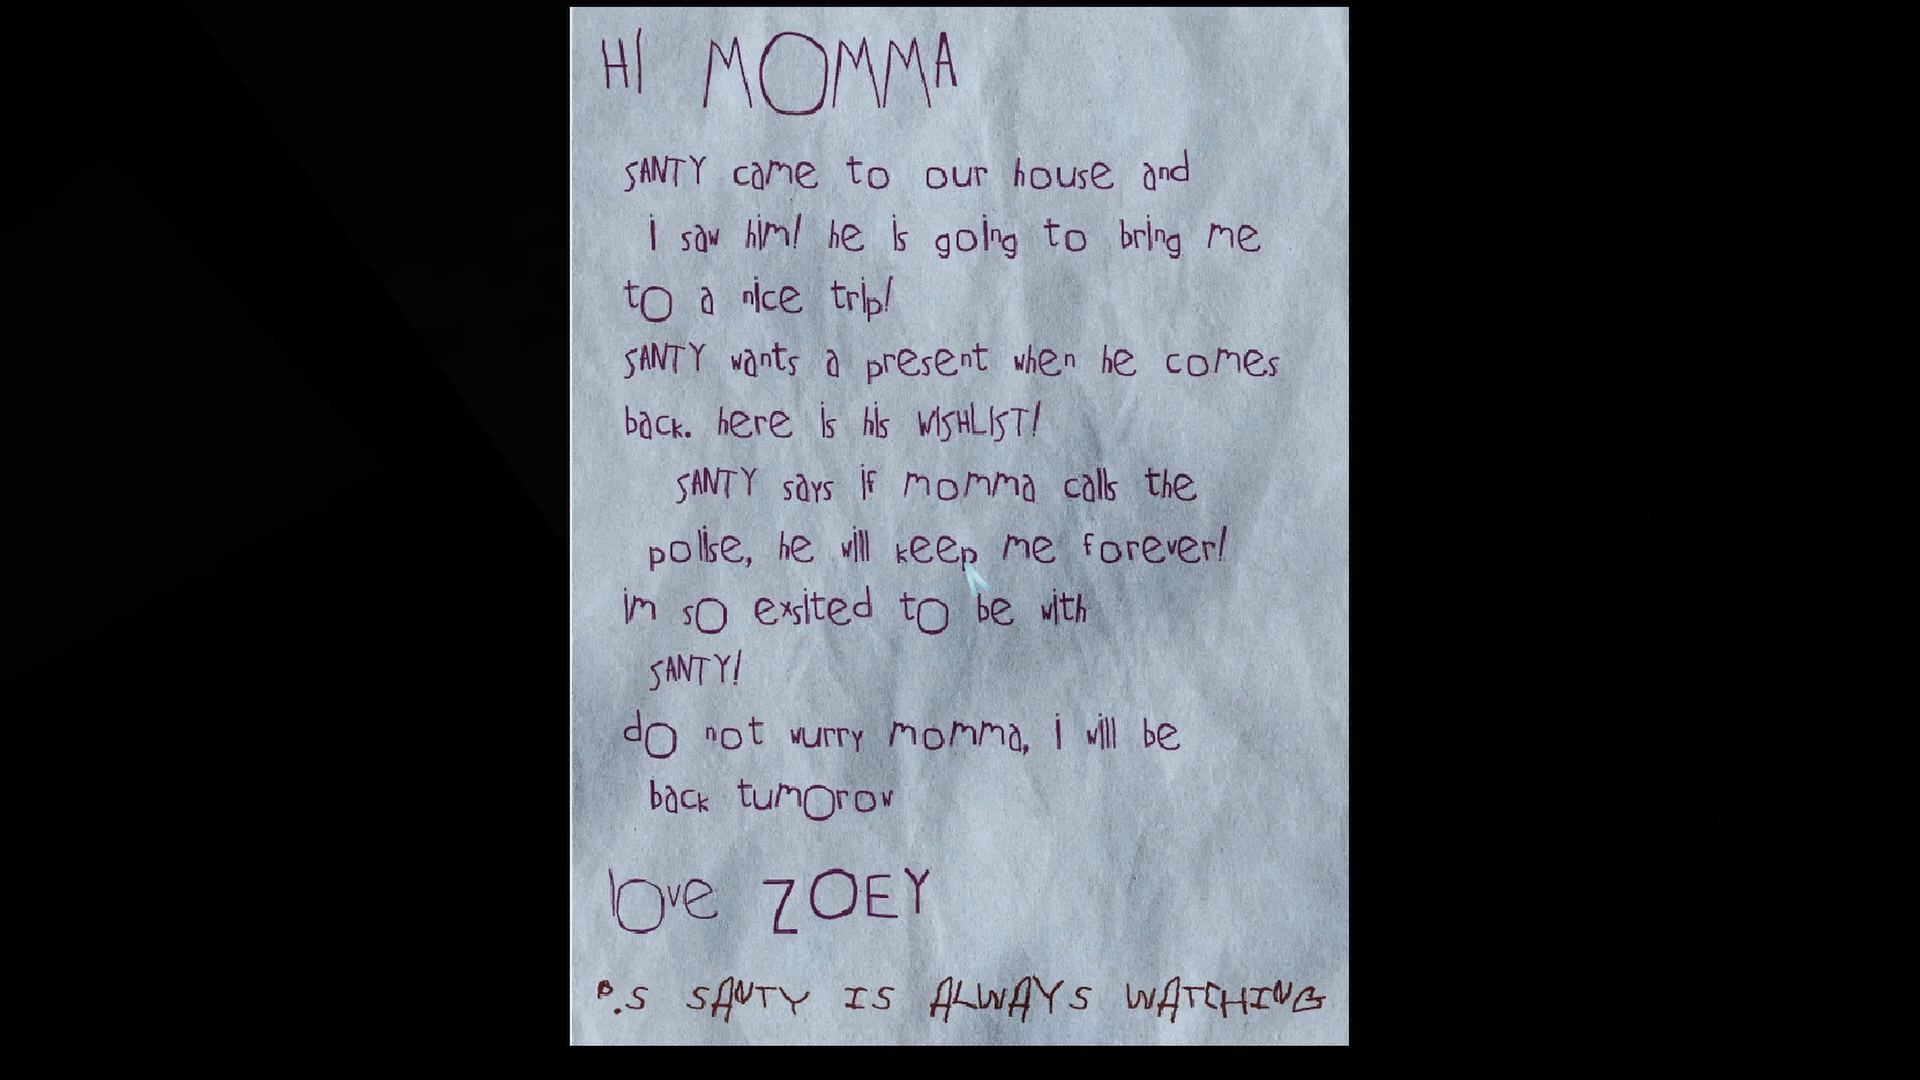 HI MOMMA
SANTY came to our house and
i saw him! he is going to bring me
to a nice trip!
SANTY wants a present when he comes
back. here is his WISHLIST!
SANTY says if momma calls the
polise, he will keep me forever!
im so exsited to be with
SANTY!
do not wurry momma, i will be
back tumorow
love ZOEY
P.S SANTY IS ALWAYS WATCHING